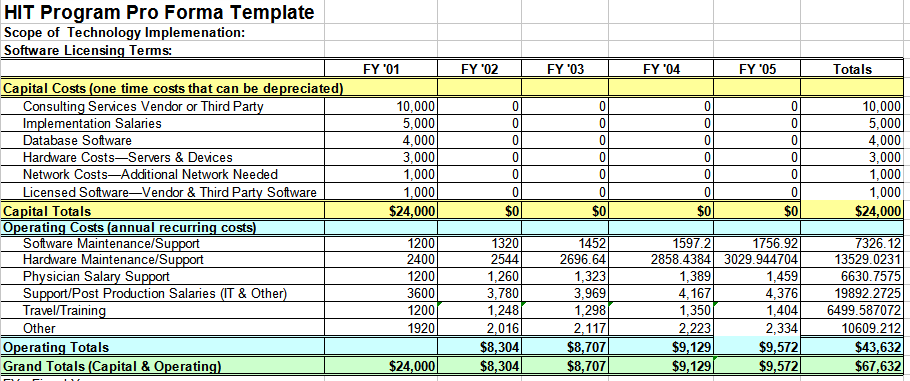 HIT Program Pro Forma Template
Scope of Technology Implemenation:
Software Licensing Terms:
FY '01 FY '02 FY '03 FY '04 FY '05 Totals
Capital Costs (one time costs that can be depreciated)
Consulting Services Vendor or Third Party 10,000 0 0 0 0 10,000
Implementation Salaries 5,000 0 0 0 0 5,000
Database Software 4,000 0 0 0 0 4,000
Hardware Costs—Servers & Devices 3,000 0 0 0 0 3,000
Network Costs—Additional Network Needed 1,000 0 0 0 0 1,000
Licensed Software—Vendor & Third Party Software 1,000 0 0 0 0 1,000
Capital Totals $24,000 $0 $0 $0 $0 $24,000
Operating Costs (annual recurring costs)
Software Maintenance/Support 1200 1320 1452 1597.2 1756.92 7326.12
Hardware Maintenance/Support 2400 2544 2696.64 2858.4384 3029.944704 13529.0231
Physician Salary Support 1200 1,260 1,323 1,389 1,459 6630.7575
Support/Post Production Salaries (IT & Other) 3600 3,780 3,969 4,167 4,376 19892.2725
Travel/Training 1200 1,248 1,298 1,350 1,404 6499.587072
Other 1920 2,016 2,117 2,223 2,334 10609.212
Operating Totals $8,304 $8,707 $9,129 $9,572 $43,632
Grand Totals (Capital & Operating) $24,000 $8,304 $8,707 $9,129 $9,572 $67,632